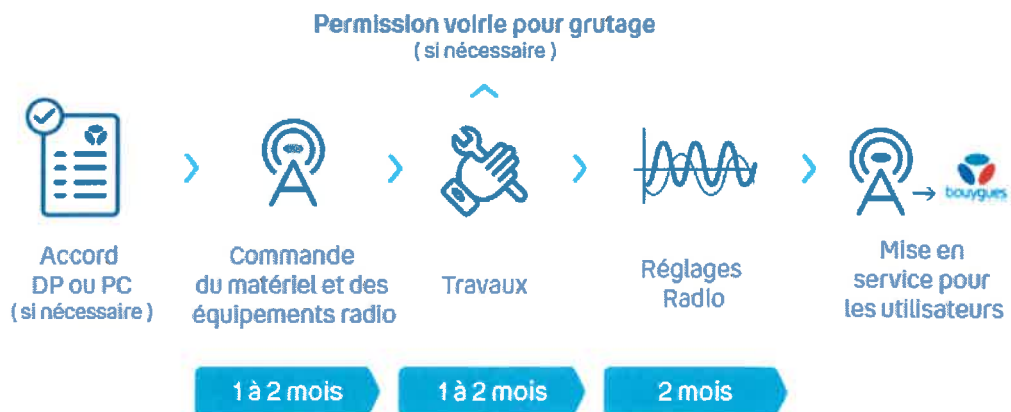 Permission voirie pour grutage
( si nécessaire )
Accord
DP ou PC
( si nécessaire )
Commande
du matériel et des
équipements radio
Travaux
Réglages
Radio
bouygues
Mise en
service pour
les utilisateurs
1 à 2 mois
1 à 2 mois
2 mois